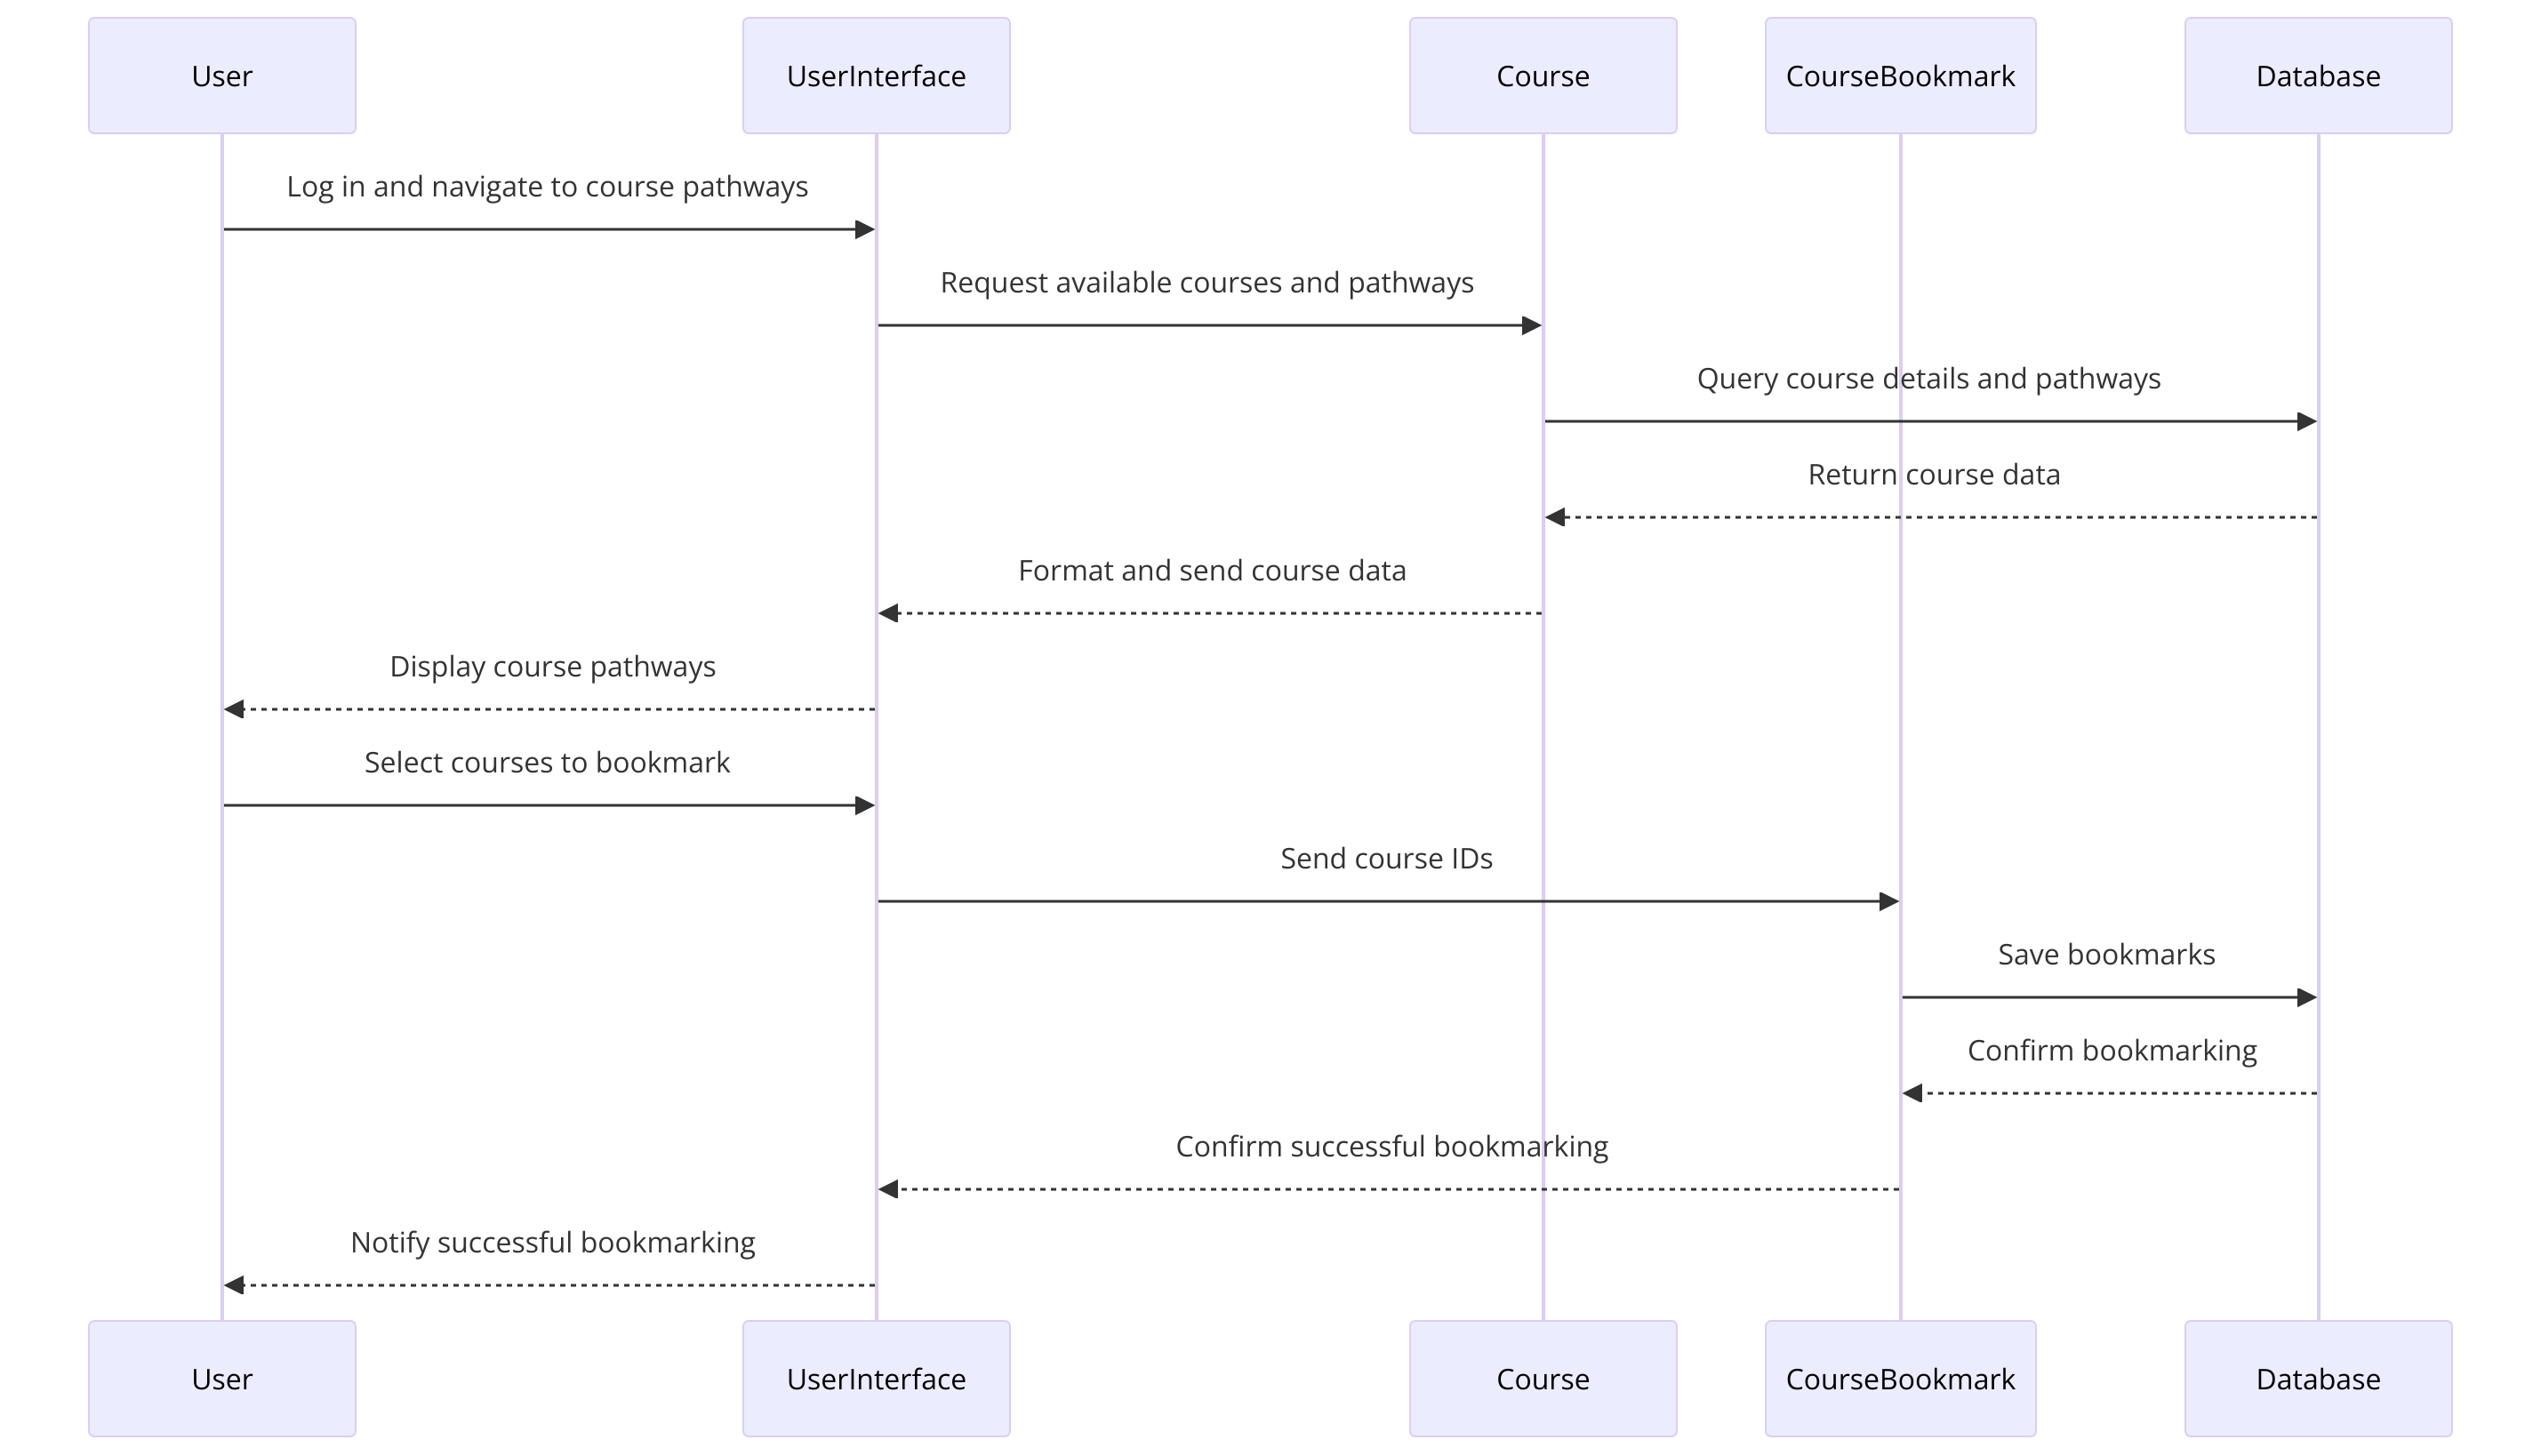 User
UserInterface
Course
CourseBookmark
Database
Log in and navigate to course pathways
Request available courses and pathways
Query course details and pathways
Return course data
Format and send course data
Display course pathways
Select courses to bookmark
Send course IDs
Save bookmarks
Confirm bookmarking
Confirm successful bookmarking
Notify successful bookmarking
User
UserInterface
Course
CourseBookmark
Database